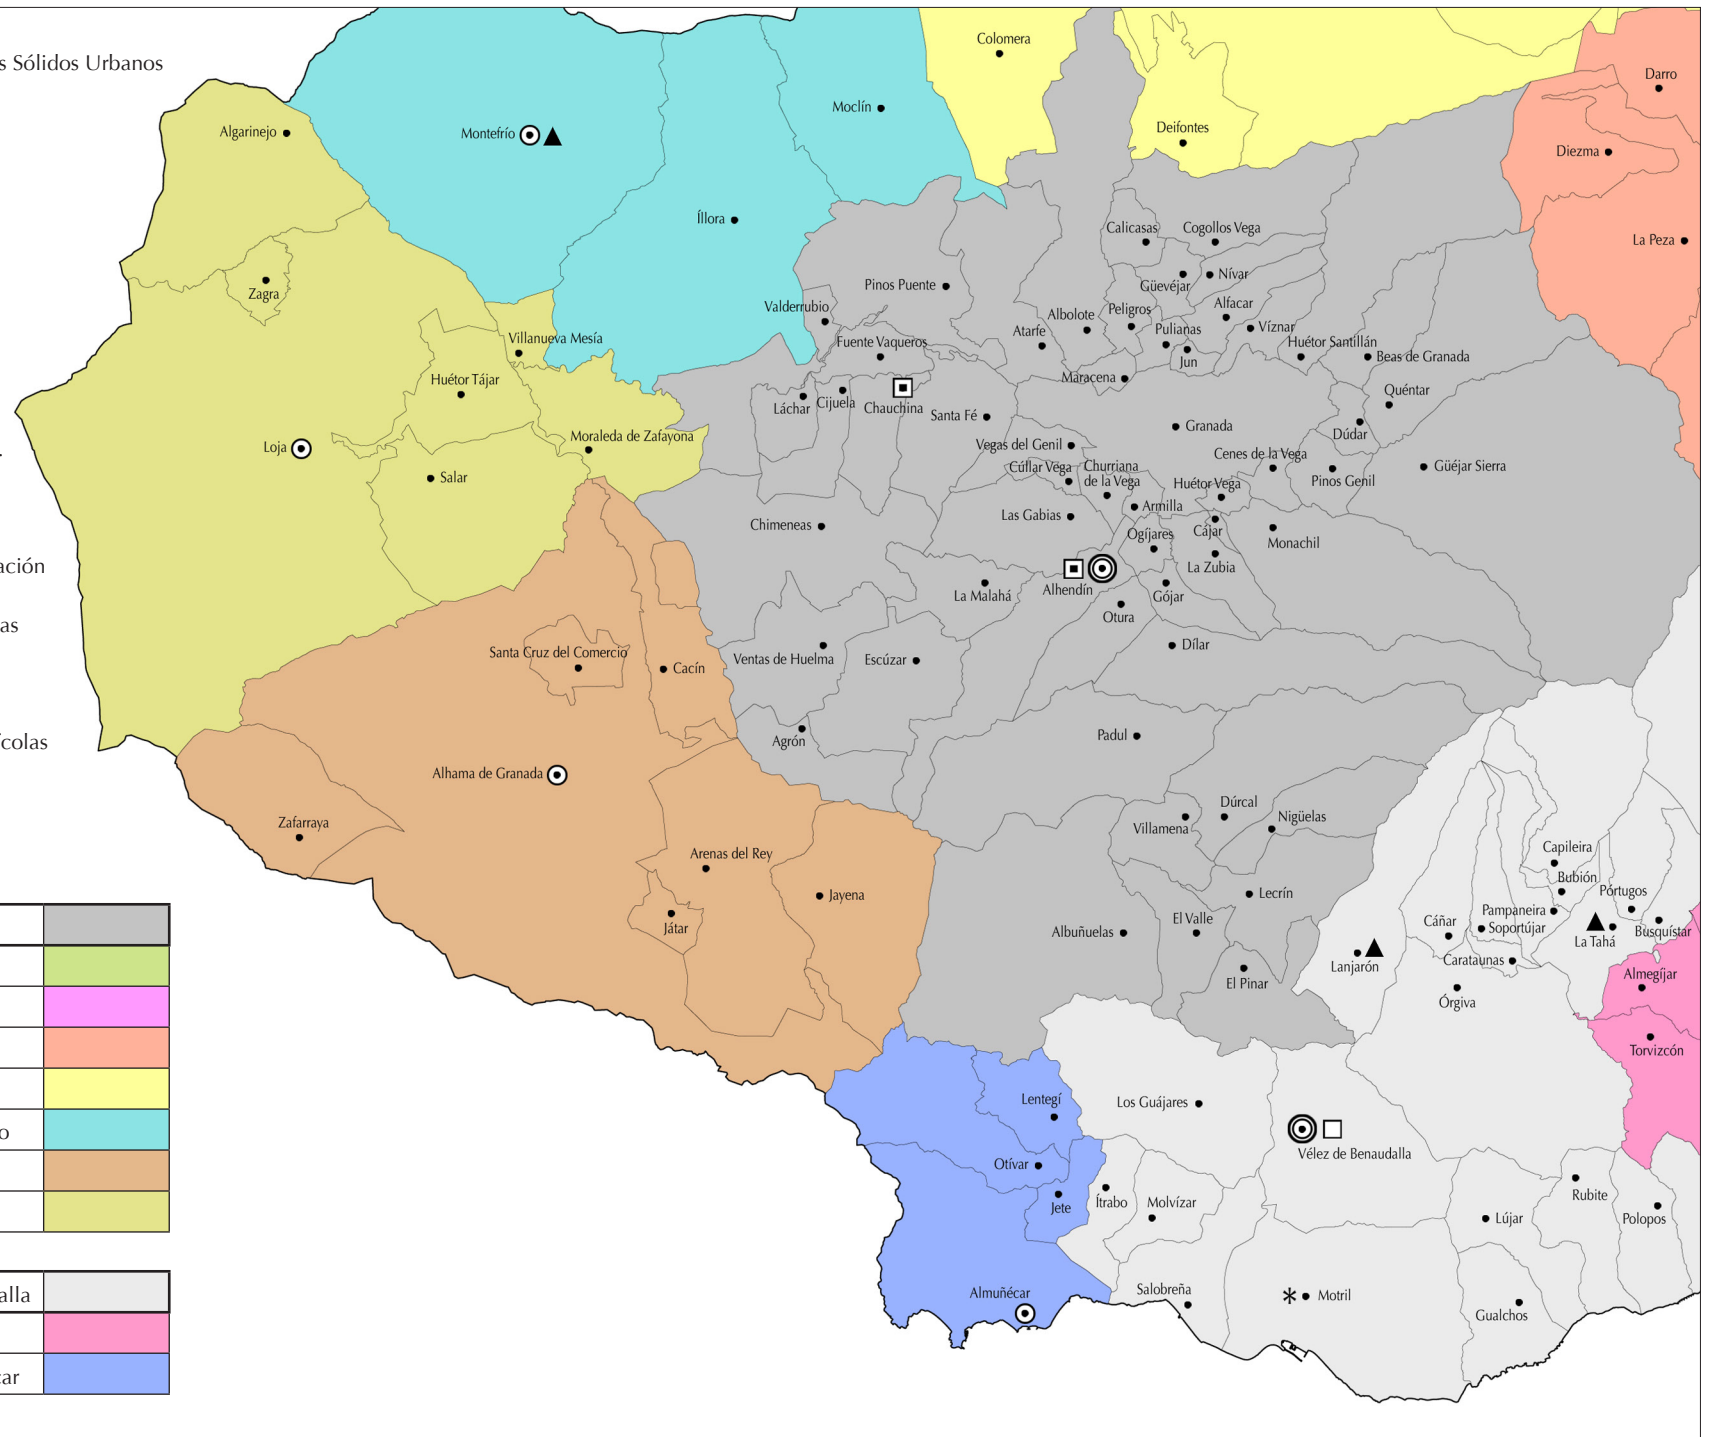 s Sólidos Urbanos
Colomera
Darro
Moclín
Algarinejo
Montefrío
Deifontes
Diezma
Íllora
Calicasas
Cogollos Vega
La Peza
Zagra
Pinos Puente
Güevéjar
Nívar
Valderrubio
Alfacar
Albolote
Peligros
Víznar
Atarfe
Pulianas
Villanueva Mesía
Fuente Vaqueros
Huétor Santillán
Jun
Beas de Granada
Huétor Tájar
Maracena
Quéntar
Láchar
Cijuela
Chauchina
Santa Fé
Granada
Dúdar
Loja
Moraleda de Zafayona
Vegas del Genil
Cenes de la Vega
Cúllar Vega
Churriana
de la Vega
Güéjar Sierra
Salar
Huétor Vega
Pinos Genil
Armilla
Las Gabias
Chimeneas
Ogíjares
Cájar
Monachil
ación
La Zubia
Alhendín
La Malahá
Gójar
Otura
as
Santa Cruz del Comercio
Cacín
Ventas de Huelma
Escúzar
Dílar
Agrón
Padul
ícolas
Alhama de Granada
Dúrcal
Nigüelas
Zafarraya
Villamena
Capileira
Arenas del Rey
Bubión
Pórtugos
Jayena
Lecrín
Pampaneira
Játar
Albuñuelas
El Valle
Cáñar
Soportújar
La Tahá
Busquístar
Lanjarón
Carataunas
Almegíjar
El Pinar
Órgiva
Torvizcón
Lentegí
Los Guájares
o
Vélez de Benaudalla
Otívar
Jete
Ítrabo
Molvízar
Rubite
Lújar
Polopos
alla
Almuñécar
Salobreña
* Motril
Gualchos
car